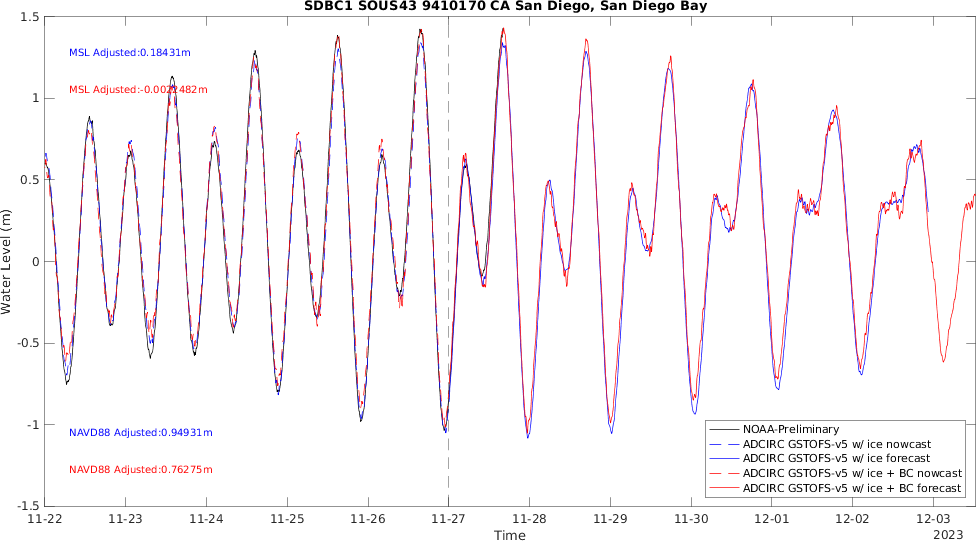 SDBC1 SOUS43 9410170 CA San Diego, San Diego Bay
1.5
1
0.5
0
-0.5
-1
-1.5
Water Level (m)
MSL Adjusted:0.18431m
MSL Adjusted:-0.0022482m
NAVD88 Adjusted:0.94931m
NAVD88 Adjusted:0.76275m
NOAA-Preliminary
ADCIRC GSTOFS-v5 w/ ice nowcast
ADCIRC GSTOFS-v5 w/ ice forecast
ADCIRC GSTOFS-v5 w/ ice + BC nowcast
ADCIRC GSTOFS-v5 w/ ice + BC forecast
11-22 11-23 11-24 11-25 11-26 11-27 11-28 11-29 11-30 12-01 12-02 12-03
2023
Time